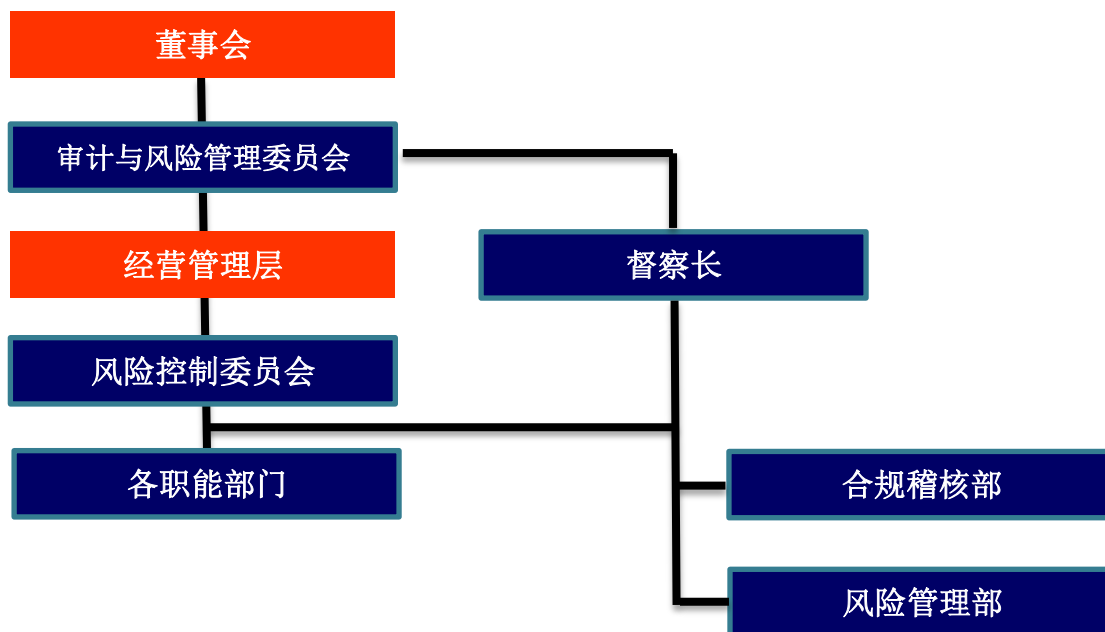 董事会
审计与风险管理委员会
经营管理层
督察长
风险控制委员会
各职能部门
合规稽核部
风险管理部